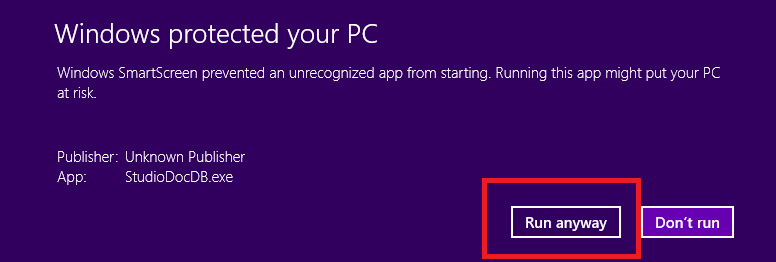 Windows protected your PC
Windows SmartScreen prevented an unrecognized app from starting. Running this app might put your PC
at risk.
Publisher: Unknown Publisher
App: StudioDocDB.exe
Run anyway Don't run